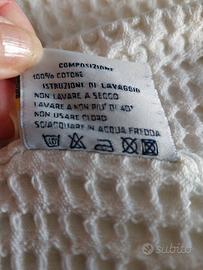 COMPOSIZIONE
100% COTONE
ISTRUZIONI DI LAVAGGIO
NON LAVARE A SECCO
LAVARE A NON PIU' DI 40°
NON USARE CLORO
SCIACQUARE IN ACQUA FREDDA
subito